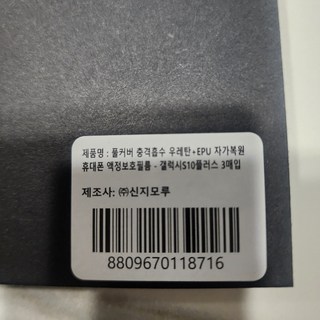 제품명 : 풀커버 충격흡수 우레탄+EPU 자가복원
휴대폰 액정보호필름 - 갤럭시S10플러스 3매입
제조사: ㈜신지모루
8809670118716